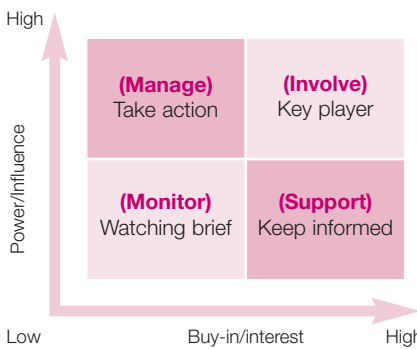 High
(Manage)
Take action
(Involve)
Key player
Power/Influence
(Monitor)
Watching brief
(Support)
Keep informed
Low
Buy-in/interest
High